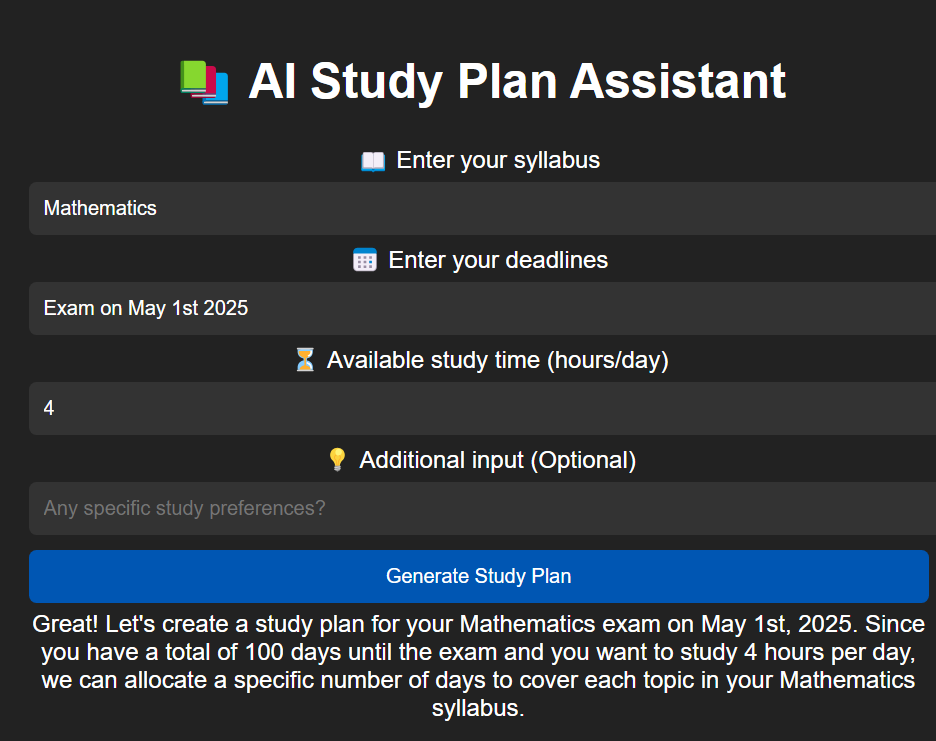 AI Study Plan Assistant
Enter your syllabus
Mathematics
Enter your deadlines
Exam on May 1st 2025
Available study time (hours/day)
4
Additional input (Optional)
Any specific study preferences?
Generate Study Plan
Great! Let's create a study plan for your Mathematics exam on May 1st, 2025. Since
you have a total of 100 days until the exam and you want to study 4 hours per day,
we can allocate a specific number of days to cover each topic in your Mathematics
syllabus.